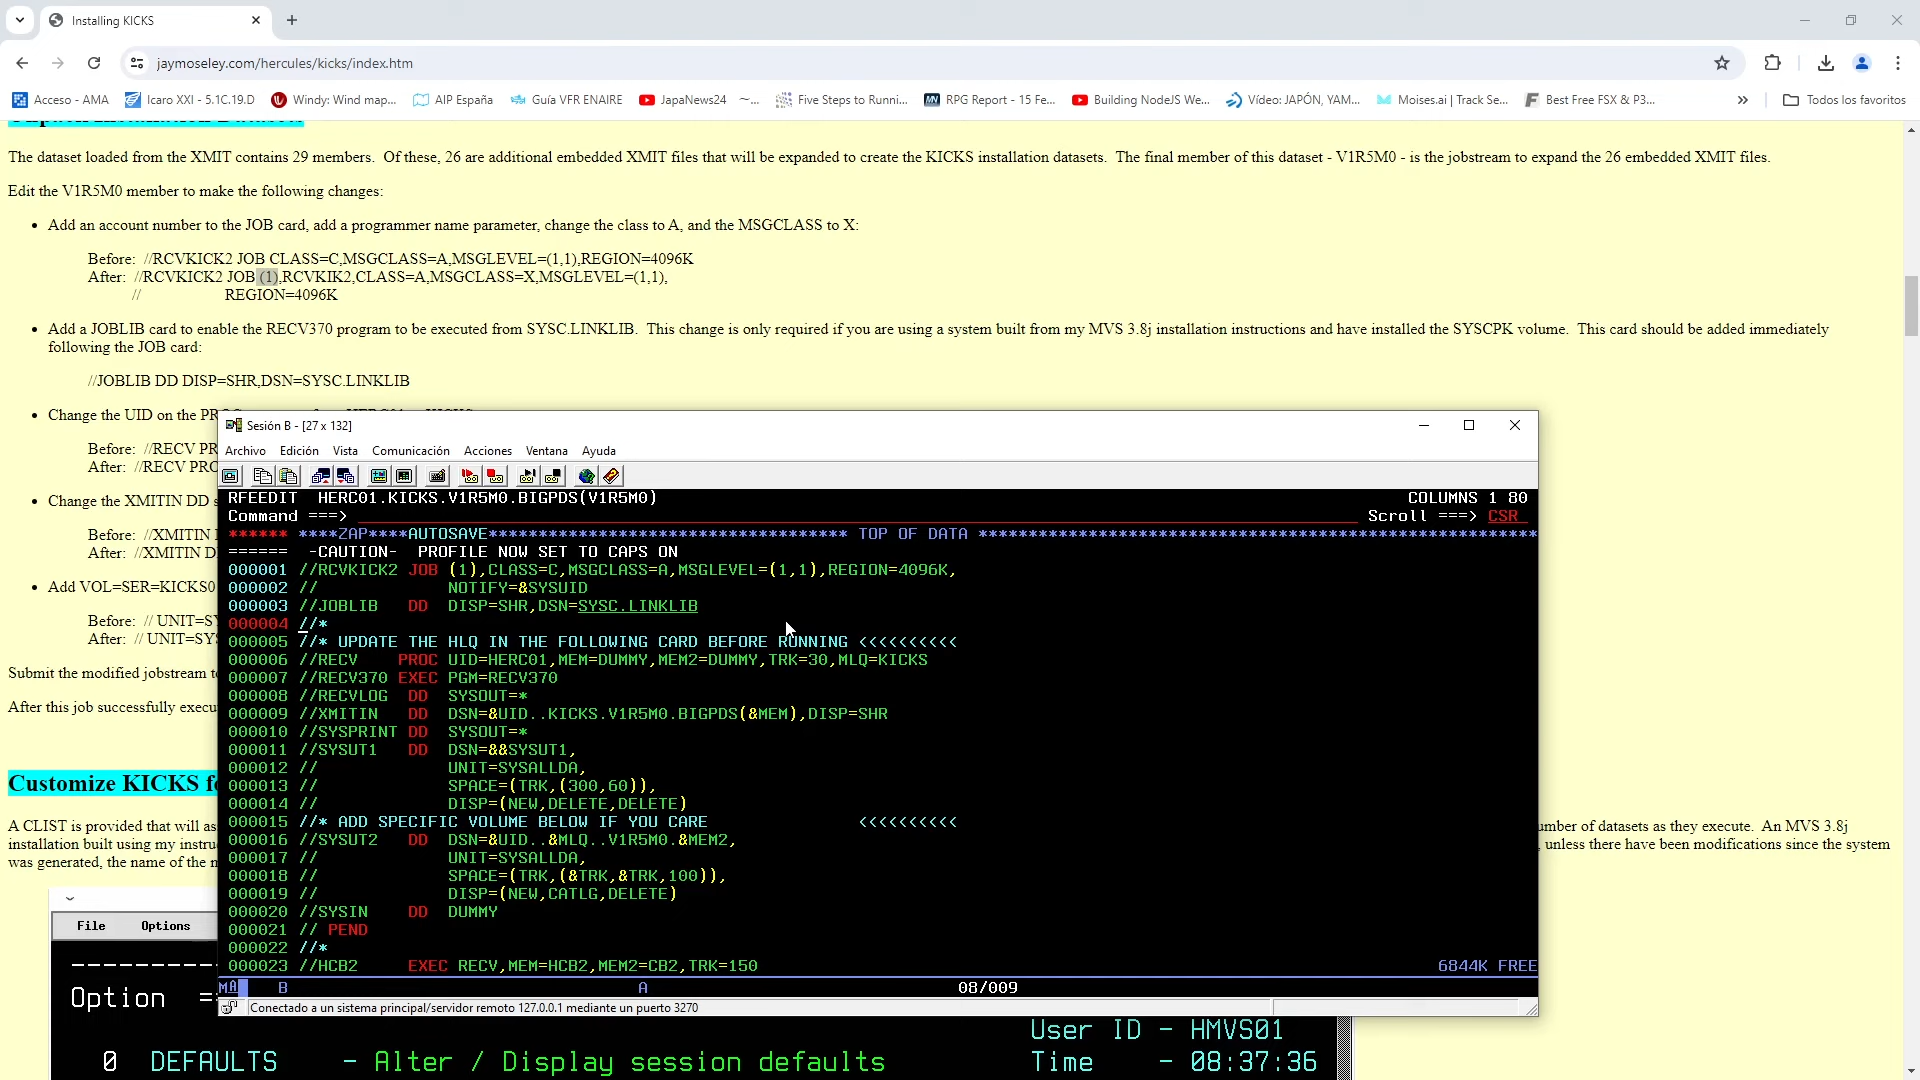 Installing KICKS
jaymoseley.com/hercules/kicks/index.htm
Acceso - AMA
Icaro XXI - 5.1C.19.D
Windy: Wind map...
AIP España
Guía VFR ENAIRE
JapaNews24 ~...
Five Steps to Runni...
RPG Report - 15 Fe...
Building NodeJS We...
Vídeo: JAPÓN, YAM...
Moises.ai | Track Se...
Best Free FSX & P3...
Todos los favoritos
The dataset loaded from the XMIT contains 29 members. Of these, 26 are additional embedded XMIT files that will be expanded to create the KICKS installation datasets. The final member of this dataset - V1R5M0 - is the jobstream to expand the 26 embedded XMIT files.
Edit the V1R5M0 member to make the following changes:
• Add an account number to the JOB card, add a programmer name parameter, change the class to A, and the MSGCLASS to X:
Before: //RCVKICK2 JOB CLASS=C,MSGCLASS=A,MSGLEVEL=(1,1),REGION=4096K
After: //RCVKICK2 JOB (1),RCVKIK2,CLASS=A,MSGCLASS=X,MSGLEVEL=(1,1),
// REGION=4096K
• Add a JOBLIB card to enable the RECV370 program to be executed from SYSC.LINKLIB. This change is only required if you are using a system built from my MVS 3.8j installation instructions and have installed the SYSCPK volume. This card should be added immediately
following the JOB card:
//JOBLIB DD DISP=SHR,DSN=SYSC.LINKLIB
• Change the UID on the
Before: //RECV PR
After: //RECV PRO
• Change the XMITIN DD s
Before: //XMITIN
After: //XMITIN D
• Add VOL=SER=KICKS0
Before: // UNIT=SY
After: // UNIT=SYS
Submit the modified jobstream t
After this job successfully execu
Customize KICKS fo
A CLIST is provided that will as
installation built using my instru
was generated, the name of the m
umber of datasets as they execute. An MVS 3.8j
, unless there have been modifications since the system
File Options
Option =
User ID - HMVS01
0 DEFAULTS - Alter / Display session defaults
Time - 08:37:36
Sesión B - [27 x 132]
Archivo Edición Vista Comunicación Acciones Ventana Ayuda
RFEEDIT HERC01.KICKS.V1R5M0.BIGPDS(V1R5M0) COLUMNS 1 80
Command ===> Scroll ===> CSR
****** ****ZAP****AUTOSAVE************************************ TOP OF DATA ********************************************************
====== -CAUTION- PROFILE NOW SET TO CAPS ON
000001 //RCVKICK2 JOB (1),CLASS=C,MSGCLASS=A,MSGLEVEL=(1,1),REGION=4096K,
000002 // NOTIFY=&SYSUID
000003 //JOBLIB DD DISP=SHR,DSN=SYSC.LINKLIB
000004 //*
000005 //* UPDATE THE HLQ IN THE FOLLOWING CARD BEFORE RUNNING <<<<<<<<<<
000006 //RECV PROC UID=HERC01,MEM=DUMMY,MEM2=DUMMY,TRK=30,MLQ=KICKS
000007 //RECV370 EXEC PGM=RECV370
000008 //RECVLOG DD SYSOUT=*
000009 //XMITIN DD DSN=&UID..KICKS.V1R5M0.BIGPDS(&MEM),DISP=SHR
000010 //SYSPRINT DD SYSOUT=*
000011 //SYSUT1 DD DSN=&&SYSUT1,
000012 // UNIT=SYSALLDA,
000013 // SPACE=(TRK,(300,60)),
000014 // DISP=(NEW,DELETE,DELETE)
000015 //* ADD SPECIFIC VOLUME BELOW IF YOU CARE <<<<<<<<<<
000016 //SYSUT2 DD DSN=&UID..&MLQ..V1R5M0.&MEM2,
000017 // UNIT=SYSALLDA,
000018 // SPACE=(TRK,(&TRK,&TRK,100)),
000019 // DISP=(NEW,CATLG,DELETE)
000020 //SYSIN DD DUMMY
000021 // PEND
000022 //*
000023 //HCB2 EXEC RECV,MEM=HCB2,MEM2=CB2,TRK=150 6844K FREE
MA B A 08/009
Conectado a un sistema principal/servidor remoto 127.0.0.1 mediante un puerto 3270